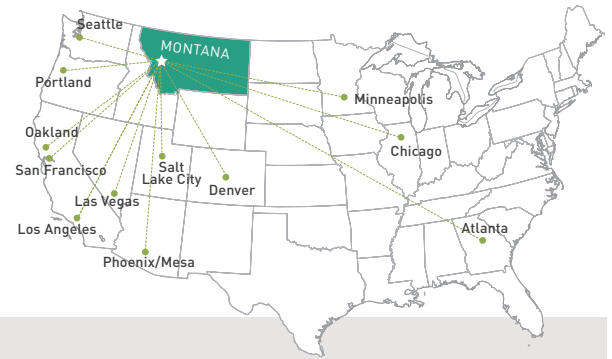 Seattle
MONTANA
Portland
Minneapolis
Oakland
Chicago
San Francisco
Salt
Lake City
Denver
Las Vegas
Los Angeles
Atlanta
Phoenix/Mesa